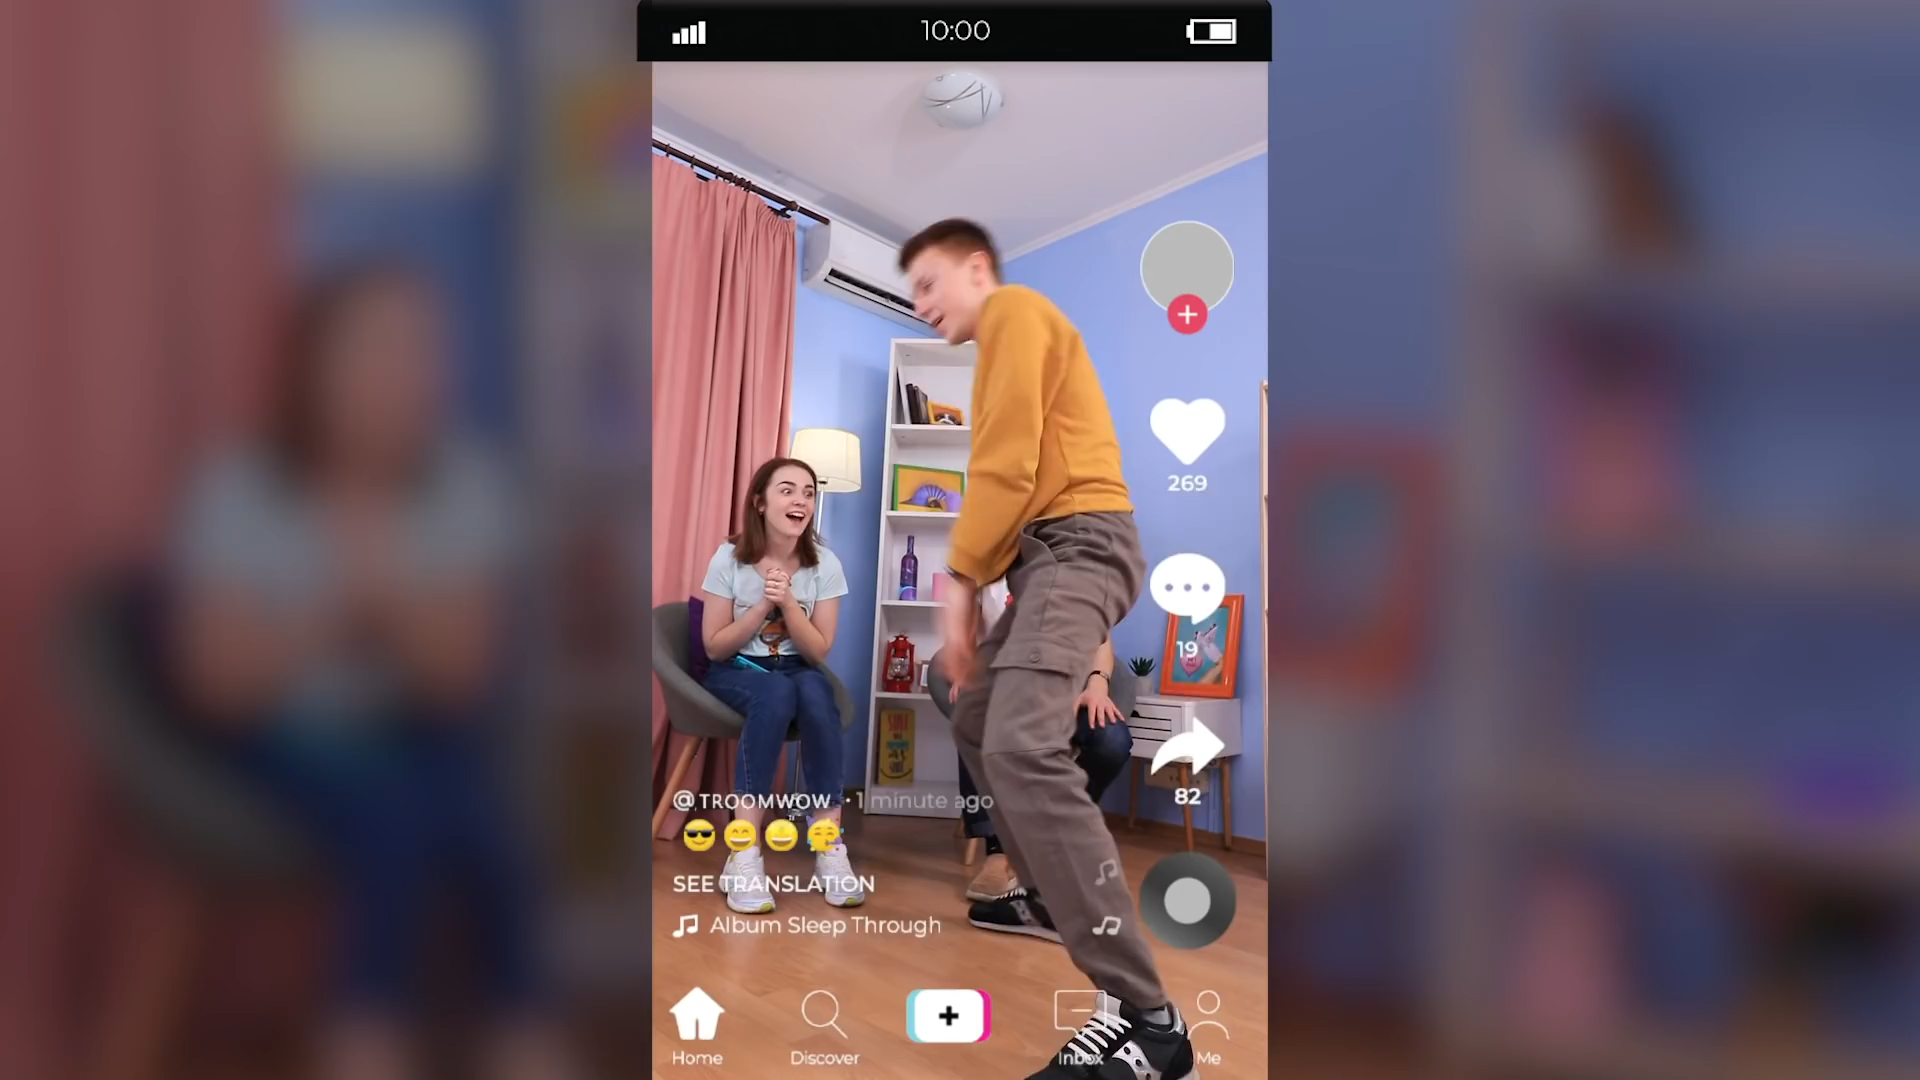 10:00
269
19
82
@TROOMWOW · 1 minute ago
SEE TRANSLATION
Album Sleep Through
Home
Discover
Inbox
Me